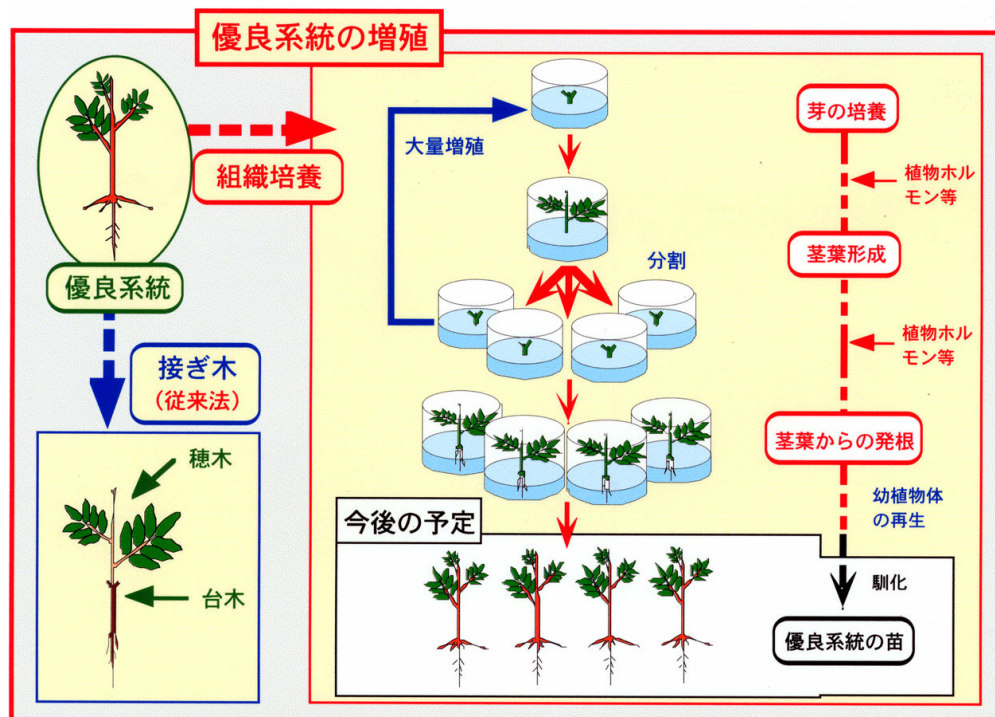 優良系統の増殖
優良系統
組織培養
接ぎ木
（従来法）
穂木
台木
大量増殖
分割
芽の培養
植物ホル
モン等
茎葉形成
植物ホル
モン等
茎葉からの発根
幼植物体
の再生
今後の予定
馴化
優良系統の苗